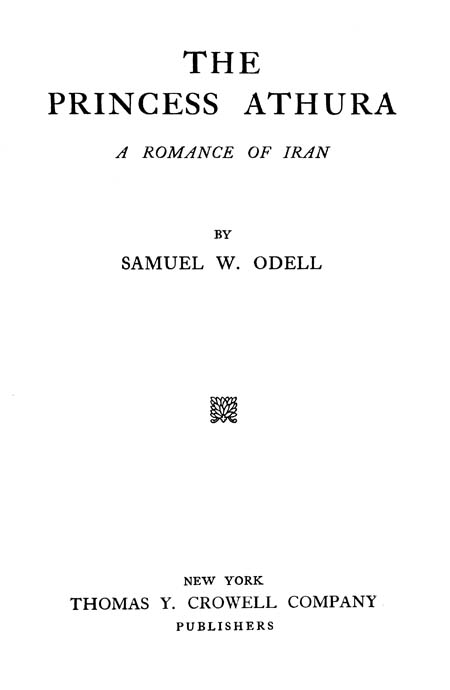 THE
PRINCESS ATHURA
A ROMANCE OF IRAN
BY
SAMUEL W. ODELL
NEW YORK
THOMAS Y. CROWELL COMPANY
PUBLISHERS